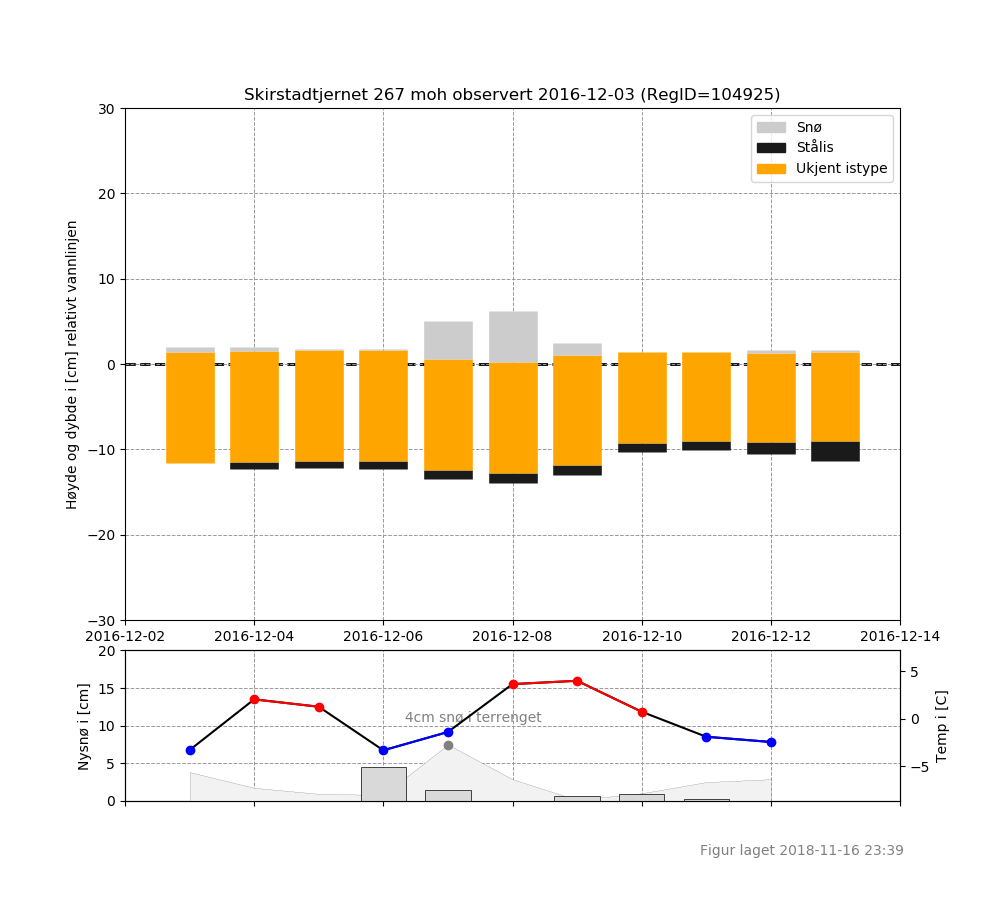 Skirstadtjernet 267 moh observert 2016-12-03 (RegID=104925)
Snø
Stålis
Ukjent istype
Høyde og dybde i [cm] relativt vannlinjen
30
20
10
0
−10
−20
−30
2016-12-02 2016-12-04 2016-12-06 2016-12-08 2016-12-10 2016-12-12 2016-12-14
Nysnø i [cm]
20
15
10
5
0
4cm snø i terrenget
5
0
−5
Temp i [C]
Figur laget 2018-11-16 23:39